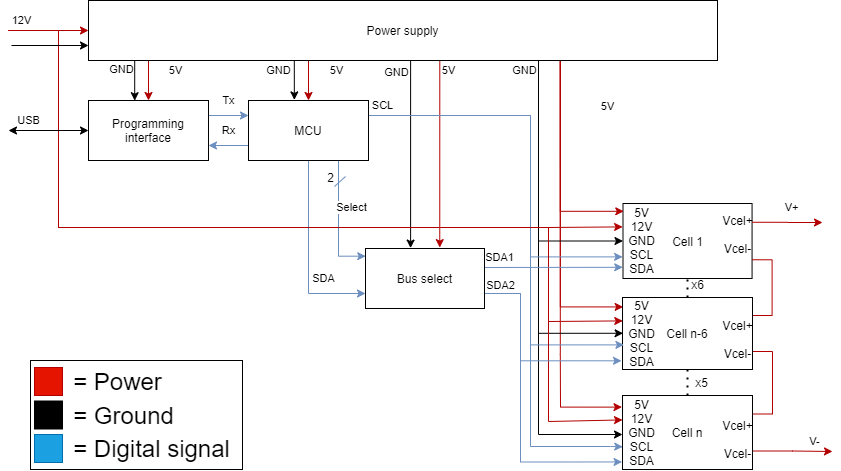 12V
Power supply
GND
5V
GND
5V
GND
5V
GND
5V
USB
Programming
interface
Tx
Rx
MCU
SCL
2
Select
SDA
Bus select
SDA1
SDA2
5V
12V
GND
SCL
SDA
Cell 1
Vcel+
Vcel-
V+
x6
5V
12V
GND
SCL
SDA
Cell n-6
Vcel+
Vcel-
x5
5V
12V
GND
SCL
SDA
Cell n
Vcel+
Vcel-
V-
= Power
= Ground
= Digital signal